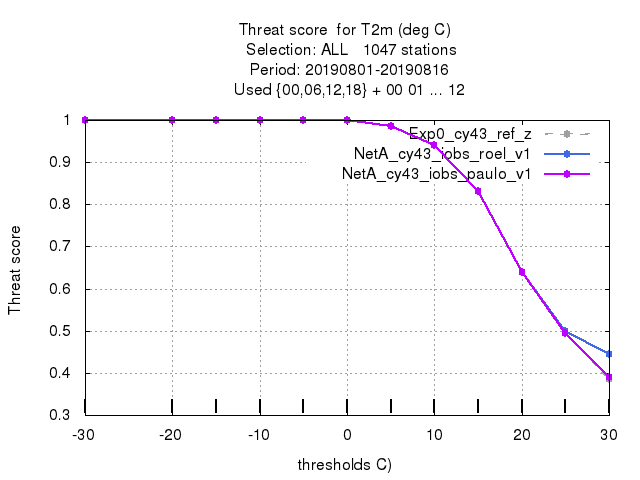 Threat score  for T2m (deg C)
Selection: ALL   1047 stations
Period: 20190801-20190816
Used {00,06,12,18} + 00 01 ... 12
Exp0_cy43_ref_z
NetA_cy43_iobs_roel_v1
NetA_cy43_iobs_paulo_v1
1
0.9
0.8
0.7
0.6
0.5
0.4
0.3
Threat score
-30 -20 -10 0 10 20 30
thresholds C)